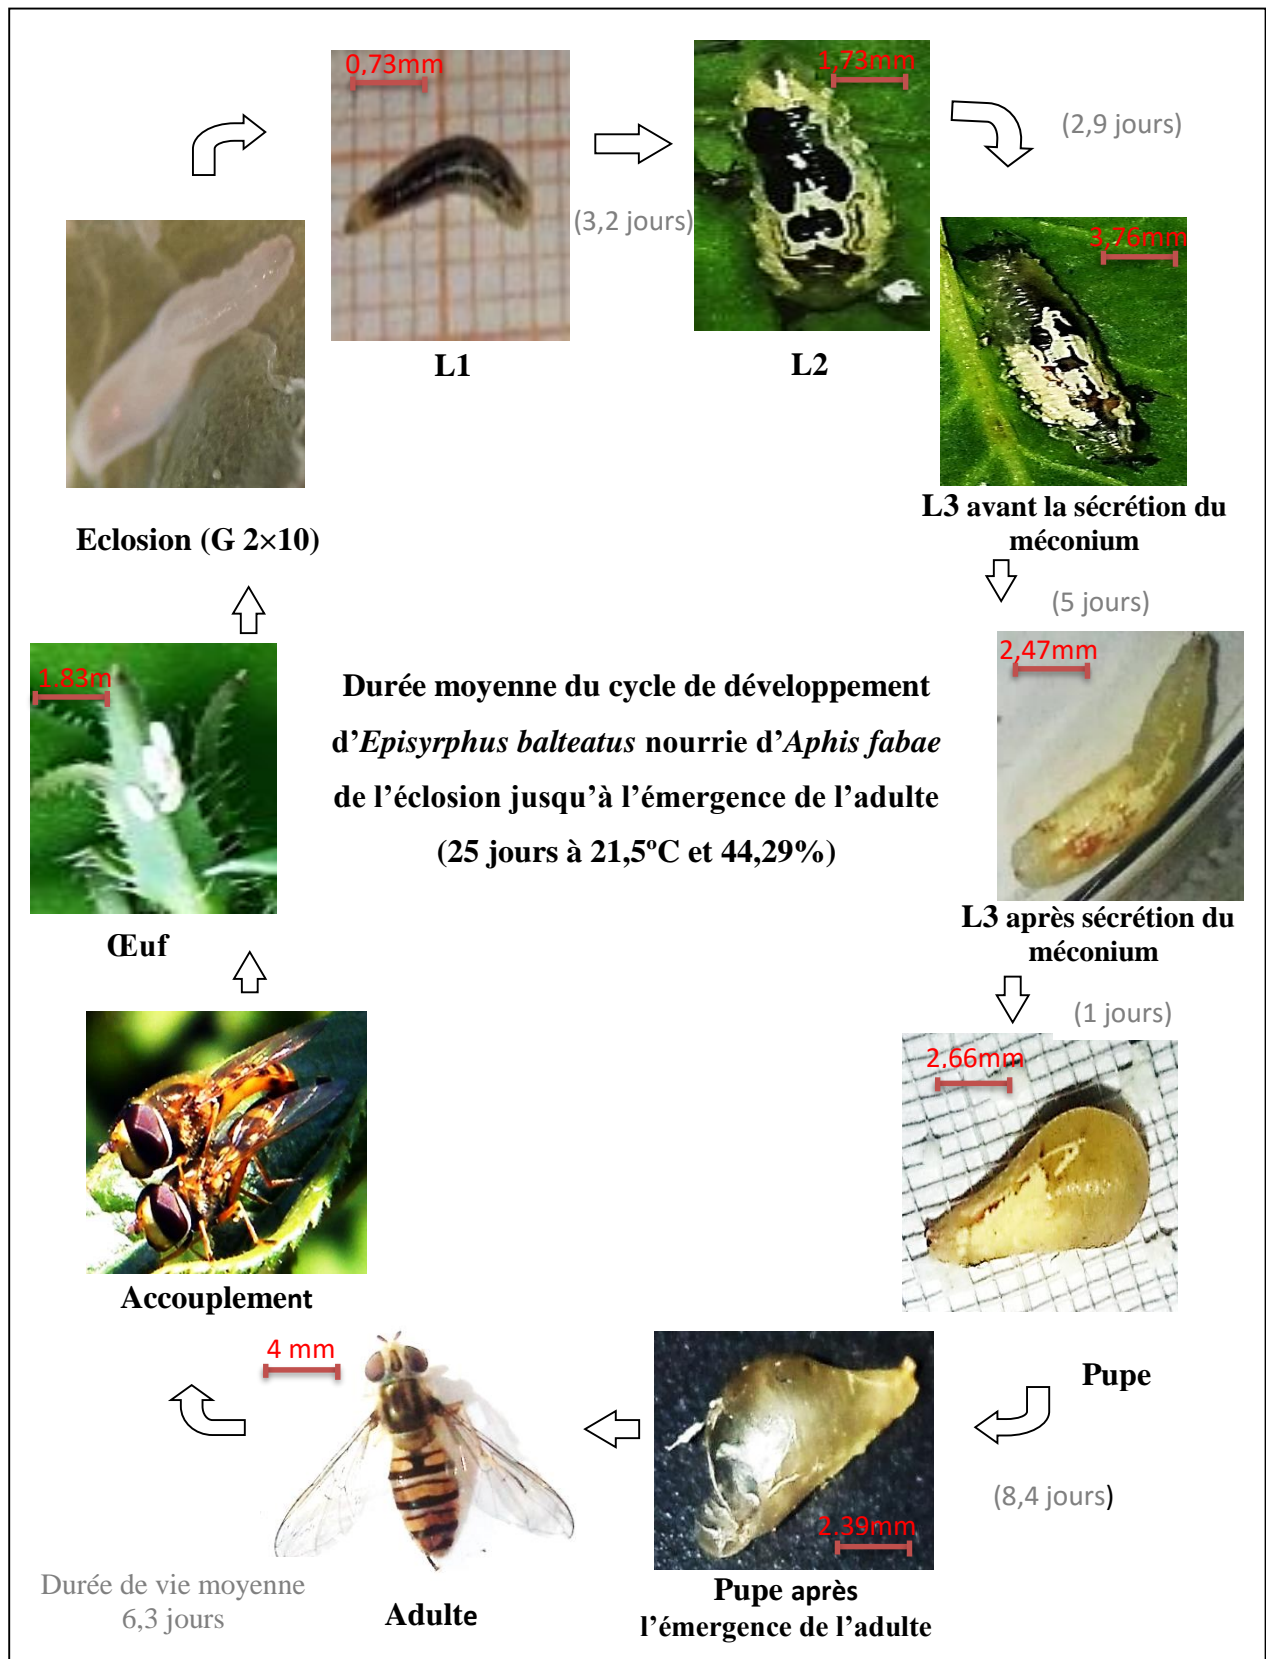 0,73mm
L1
(3,2 jours)
1,73mm
L2
(2,9 jours)
3,76mm
L3 avant la sécrétion du
méconium
(5 jours)
2,47mm
L3 après sécrétion du
méconium
(1 jours)
2.66mm
Pupe
(8,4 jours)
2.39mm
Pupe après
l'émergence de l'adulte
4 mm
Adulte
Durée de vie moyenne
6,3 jours
Accouplement
1.83m
Œuf
Eclosion (G 2×10)
Durée moyenne du cycle de développement
d'Episyrphus balteatus nourrie d'Aphis fabae
de l'éclosion jusqu'à l'émergence de l'adulte
(25 jours à 21,5ºC et 44,29%)